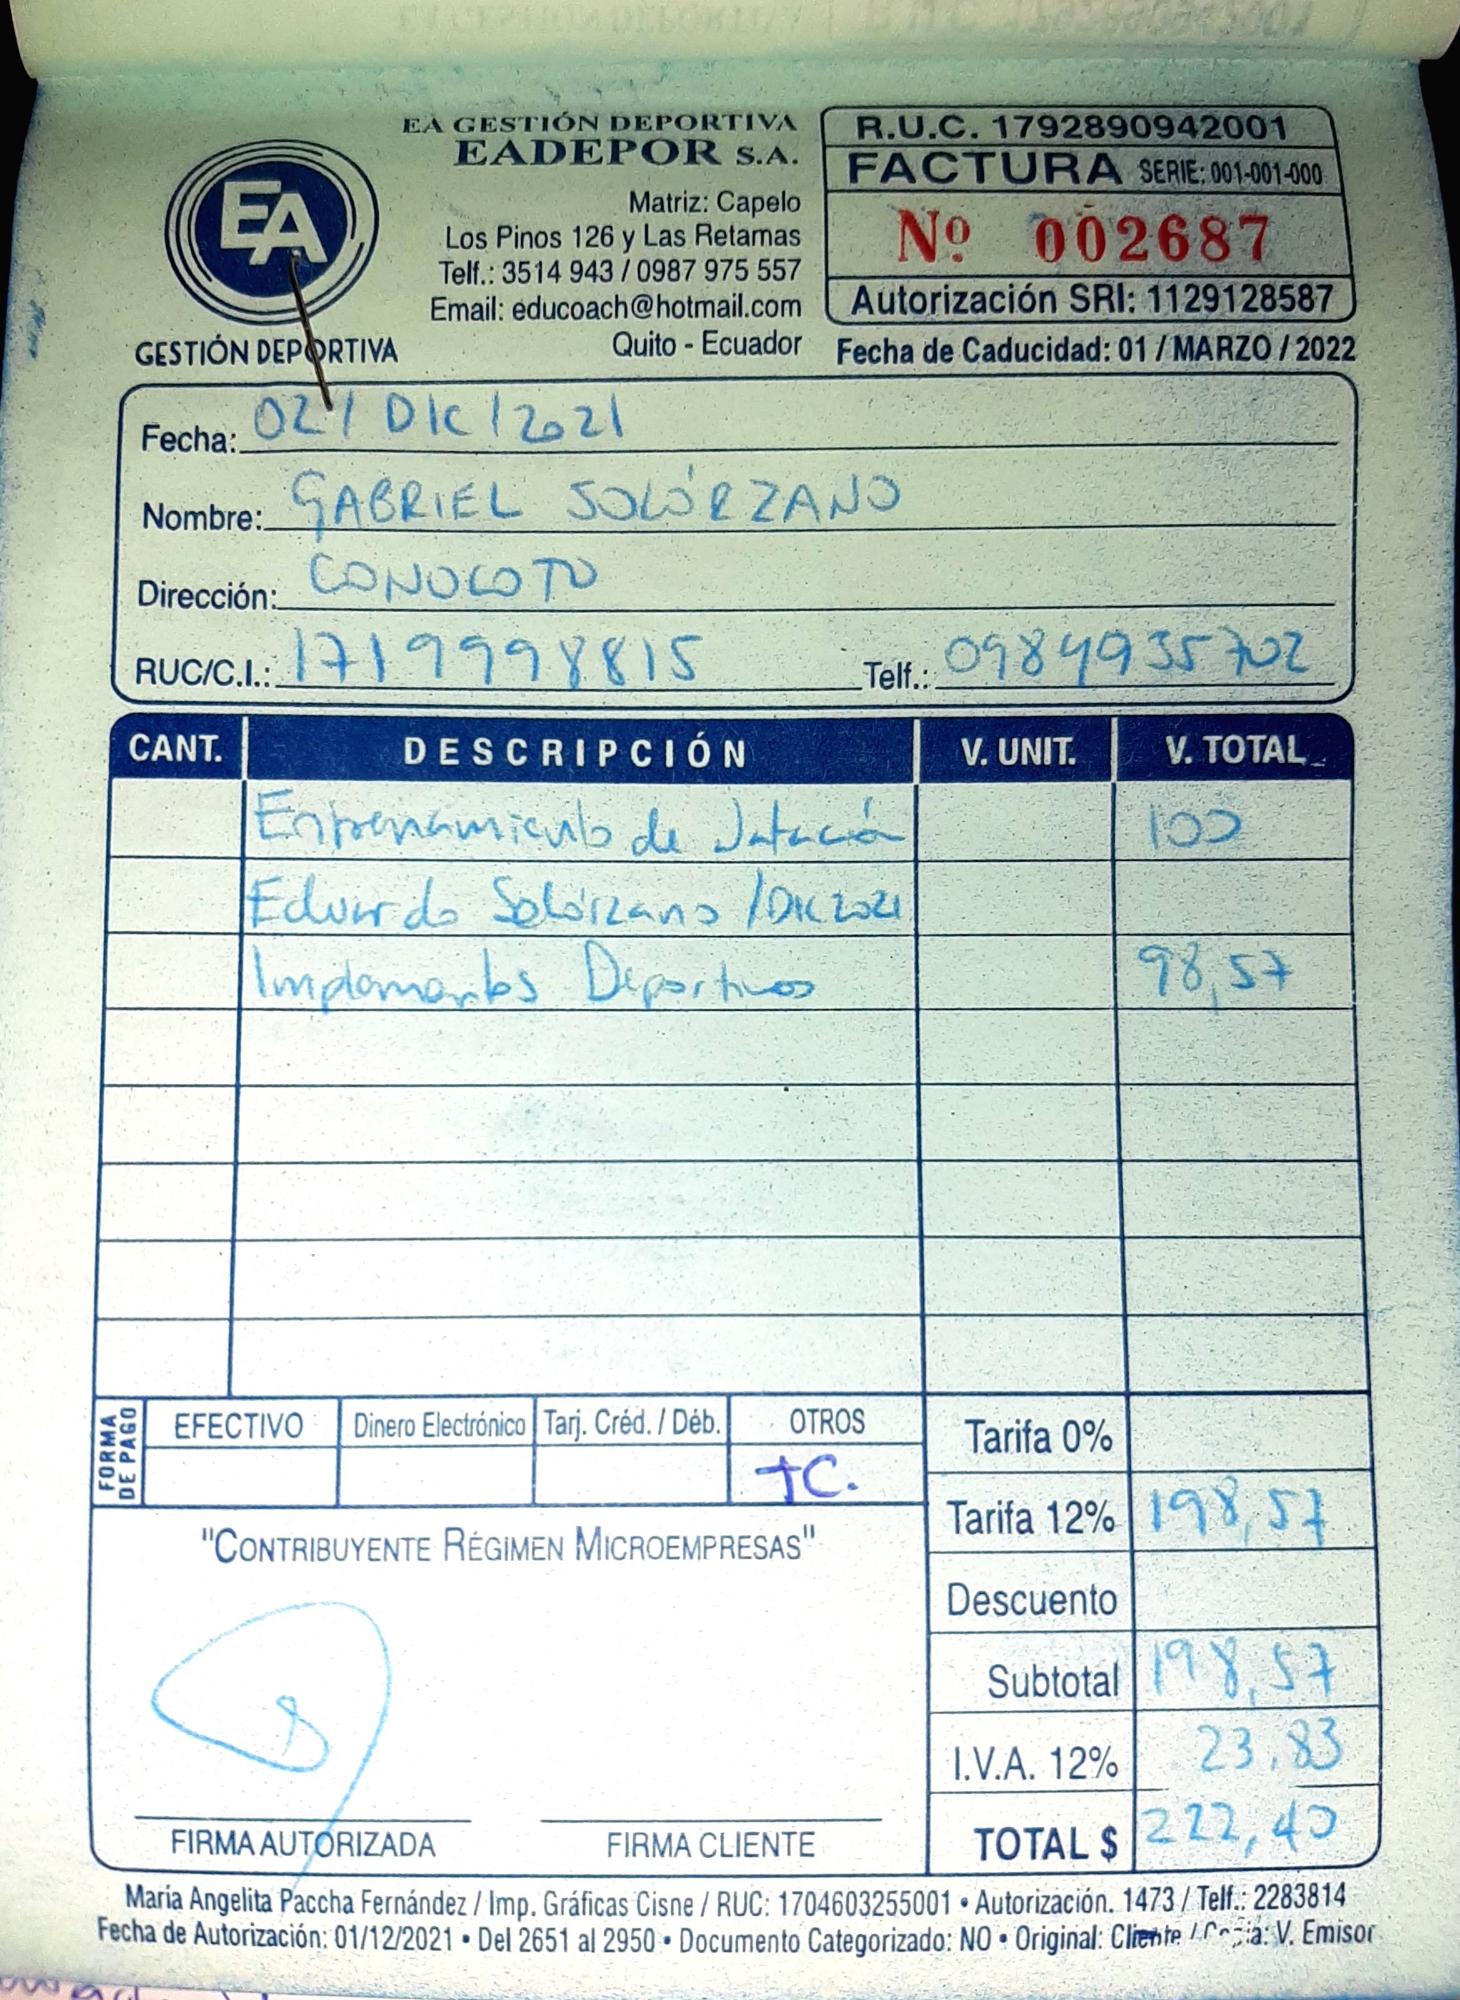 EA GESTIÓN DEPORTIVA
EADEPOR S.A.
EA
GESTIÓN DEPORTIVA
Matriz: Capelo
Los Pinos 126 y Las Retamas
Telf.: 3514 943 / 0987 975 557
Email: educoach@hotmail.com
Quito - Ecuador
R.U.C. 1792890942001
FACTURA SERIE: 001-001-000
Nº 002687
Autorización SRI: 1129128587
Fecha de Caducidad: 01 / MARZO / 2022
Fecha: 02 / DIC / 2021
Nombre: GABRIEL SOLÓRZANO
Dirección: CONOCOTO
RUC/C.I.: 1719998815 Telf.: 0984935702
CANT. DESCRIPCIÓN V. UNIT. V. TOTAL
Entrenamiento de Natación 100
Eduardo Solórzano / DIC 2021
Implementos Deportivos 98,57
FORMA DE PAGO
EFECTIVO Dinero Electrónico Tarj. Créd. / Déb. OTROS
TC.
Tarifa 0%
Tarifa 12% 198,57
Descuento
Subtotal 198,57
I.V.A. 12% 23,83
TOTAL $ 222,40
"CONTRIBUYENTE RÉGIMEN MICROEMPRESAS"
FIRMA AUTORIZADA FIRMA CLIENTE
María Angelita Paccha Fernández / Imp. Gráficas Cisne / RUC: 1704603255001 • Autorización. 1473 / Telf.: 2283814
Fecha de Autorización: 01/12/2021 • Del 2651 al 2950 • Documento Categorizado: NO • Original: Cliente / Copia: V. Emisor